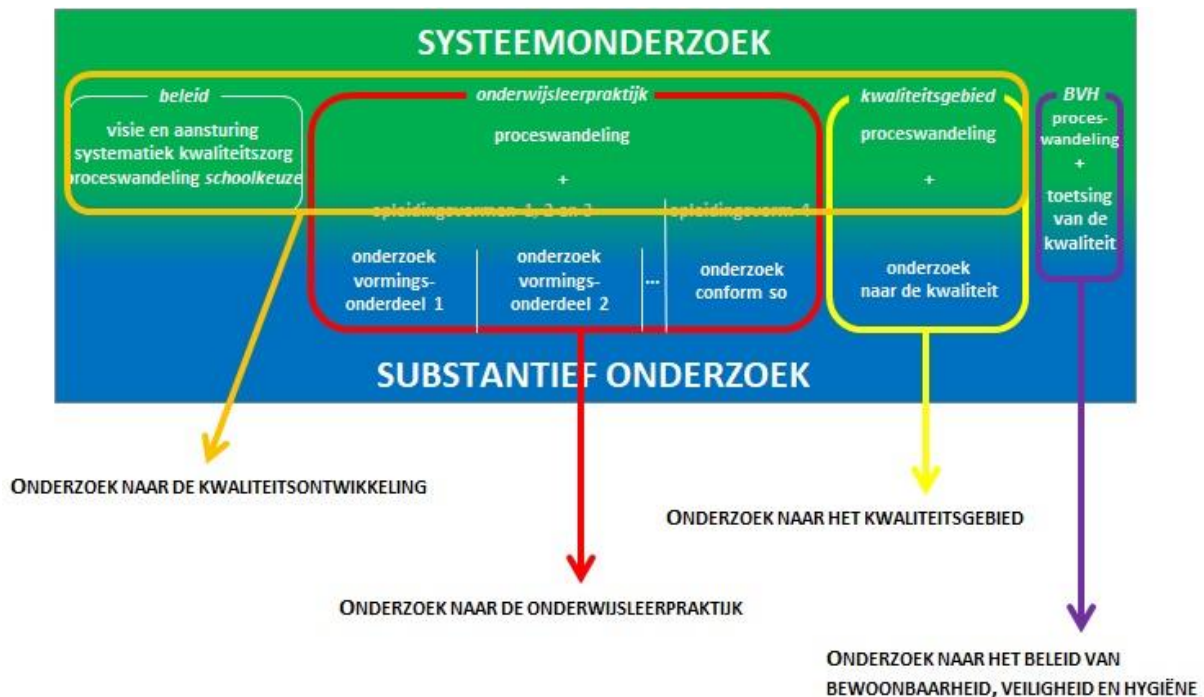 SYSTEEMONDERZOEK
beleid
visie en aansturing
systematiek kwaliteitszorg
proceswandeling schoolkeuze
onderwijsleerpraktijk
proceswandeling
+
opleidingsvormen 1, 2 en 3
opleidingsvorm 4
onderzoek
vormings-
onderdeel 1
onderzoek
vormings-
onderdeel 2
...
onderzoek
conform so
kwaliteitsgebied
proceswandeling
+
onderzoek
naar de kwaliteit
BVH
proces-
wandeling
+
toetsing
van de
kwaliteit
SUBSTANTIEF ONDERZOEK
ONDERZOEK NAAR DE KWALITEITSONTWIKKELING
ONDERZOEK NAAR HET KWALITEITSGEBIED
ONDERZOEK NAAR DE ONDERWIJSLEERPRAKTIJK
ONDERZOEK NAAR HET BELEID VAN
BEWOONBAARHEID, VEILIGHEID EN HYGIËNE